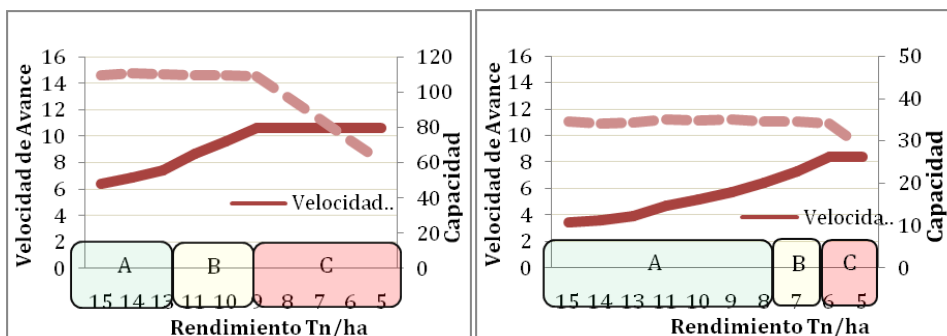 Velocidad de Avance
16
14
12
10
8
6
4
2
0
120
100
80
60
40
20
0
Capacidad
Velocidad..
A B C
15 14 13 11 10 9 8 7 6 5
Rendimiento Tn/ha
Velocidad de Avance
16
14
12
10
8
6
4
2
0
50
40
30
20
10
0
Capacidad
Velocida..
A B C
15 14 13 11 10 9 8 7 6 5
Rendimiento Tn/ha